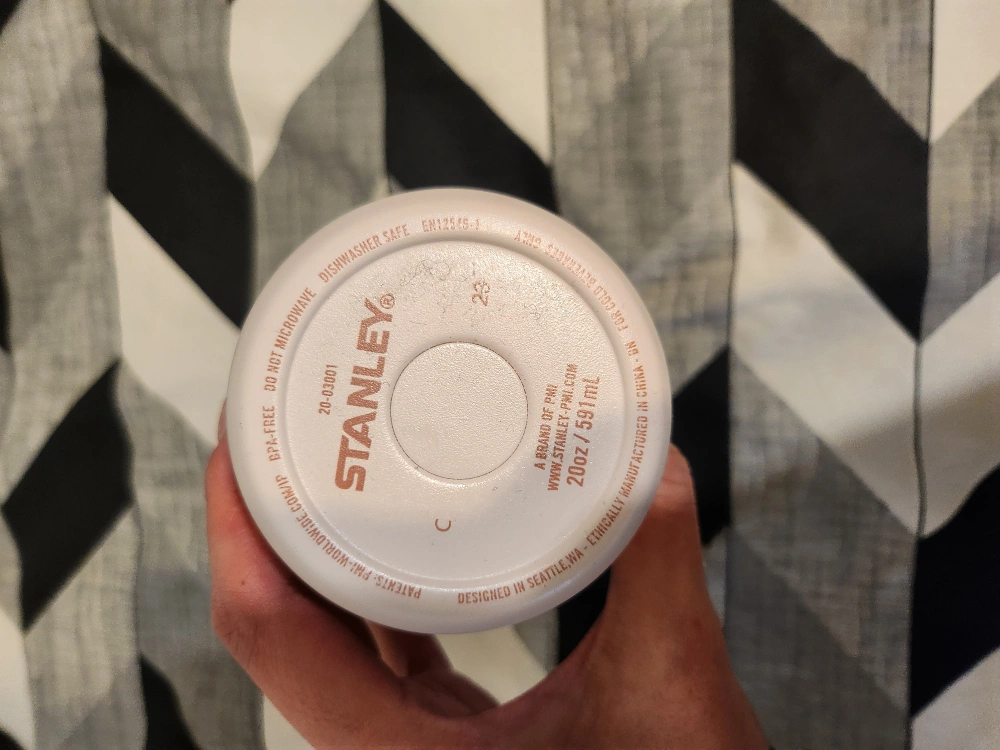 20-03001
STANLEY®
23
C
A BRAND OF PMI
WWW.STANLEY-PMI.COM
20oz / 591mL
PATENTS: PMI-WORLDWIDE.COM/IP BPA-FREE DO NOT MICROWAVE DISHWASHER SAFE EN12546-1
DESIGNED IN SEATTLE,WA - ETHICALLY MANUFACTURED IN CHINA - BN FOR COLD BEVERAGES ONLY